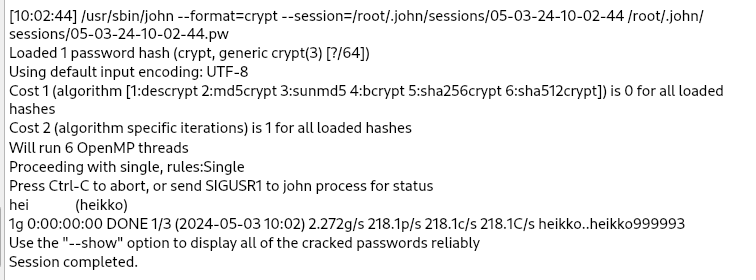 [10:02:44] /usr/sbin/john --format=crypt --session=/root/.john/sessions/05-03-24-10-02-44 /root/.john/
sessions/05-03-24-10-02-44.pw
Loaded 1 password hash (crypt, generic crypt(3) [?/64])
Using default input encoding: UTF-8
Cost 1 (algorithm [1:descrypt 2:md5crypt 3:sunmd5 4:bcrypt 5:sha256crypt 6:sha512crypt]) is 0 for all loaded
hashes
Cost 2 (algorithm specific iterations) is 1 for all loaded hashes
Will run 6 OpenMP threads
Proceeding with single, rules:Single
Press Ctrl-C to abort, or send SIGUSR1 to john process for status
hei (heikko)
1g 0:00:00:00 DONE 1/3 (2024-05-03 10:02) 2.272g/s 218.1p/s 218.1c/s 218.1C/s heikko..heikko999993
Use the "--show" option to display all of the cracked passwords reliably
Session completed.